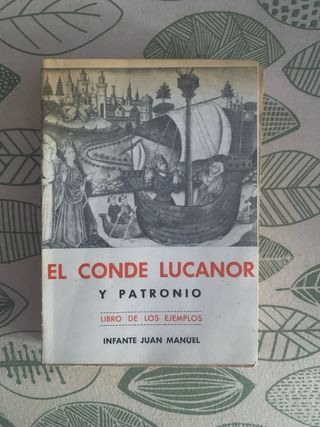 EL CONDE LUCANOR
Y PATRONIO
LIBRO DE LOS EJEMPLOS
INFANTE JUAN MANUEL